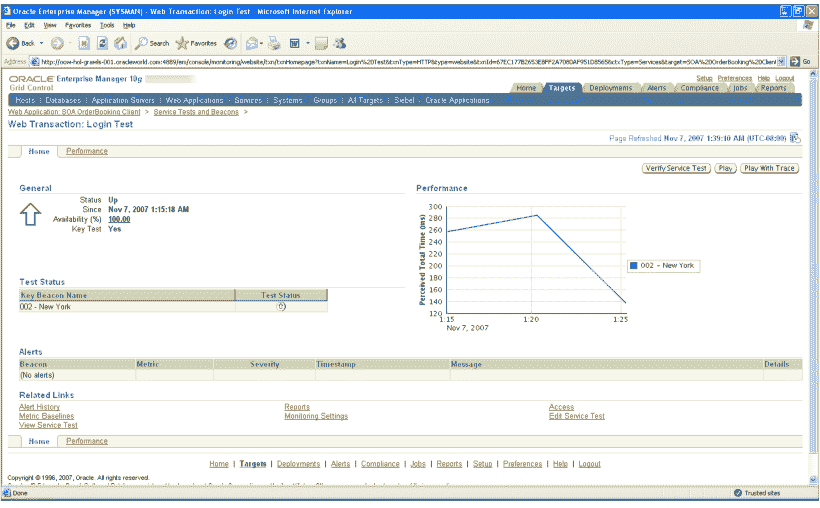 Oracle Enterprise Manager (SYSMAN) - Web Transaction: Login Test - Microsoft Internet Explorer
File Edit View Favorites Tools Help
Back Search Favorites
Address Go
ORACLE Enterprise Manager 10g
Grid Control
Setup Preferences Help Logout
Home Targets Deployments Alerts Compliance Jobs Reports
Hosts | Databases | Application Servers | Web Applications | Services | Systems | Groups | All Targets | Siebel | Oracle Applications
Web Application: SOA OrderBooking Client > Service Tests and Beacons >
Web Transaction: Login Test
Page Refreshed Nov 7, 2007 1:39:10 AM (UTC-08:00)
Home Performance
Verify Service Test Play Play With Trace
General
Status Up
Since Nov 7, 2007 1:15:18 AM
Availability (%) 100.00
Key Test Yes
Performance
Perceived Total Time (ms)
300
280
260
240
220
200
180
160
140
120
1:15 1:20 1:25
Nov 7, 2007
002 - New York
Test Status
Key Beacon Name Test Status
002 - New York
Alerts
Beacon Metric Severity Timestamp Message Details
(No alerts)
Related Links
Alert History Reports Access
Metric Baselines Monitoring Settings Edit Service Test
View Service Test
Home Performance
Home | Targets | Deployments | Alerts | Compliance | Jobs | Reports | Setup | Preferences | Help | Logout
Copyright © 1996, 2007, Oracle. All rights reserved.
Done Trusted sites